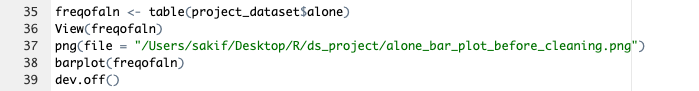 35 freqofaln <- table(project_dataset$alone)
36 View(freqofaln)
37 png(file = "/Users/sakif/Desktop/R/ds_project/alone_bar_plot_before_cleaning.png")
38 barplot(freqofaln)
39 dev.off()